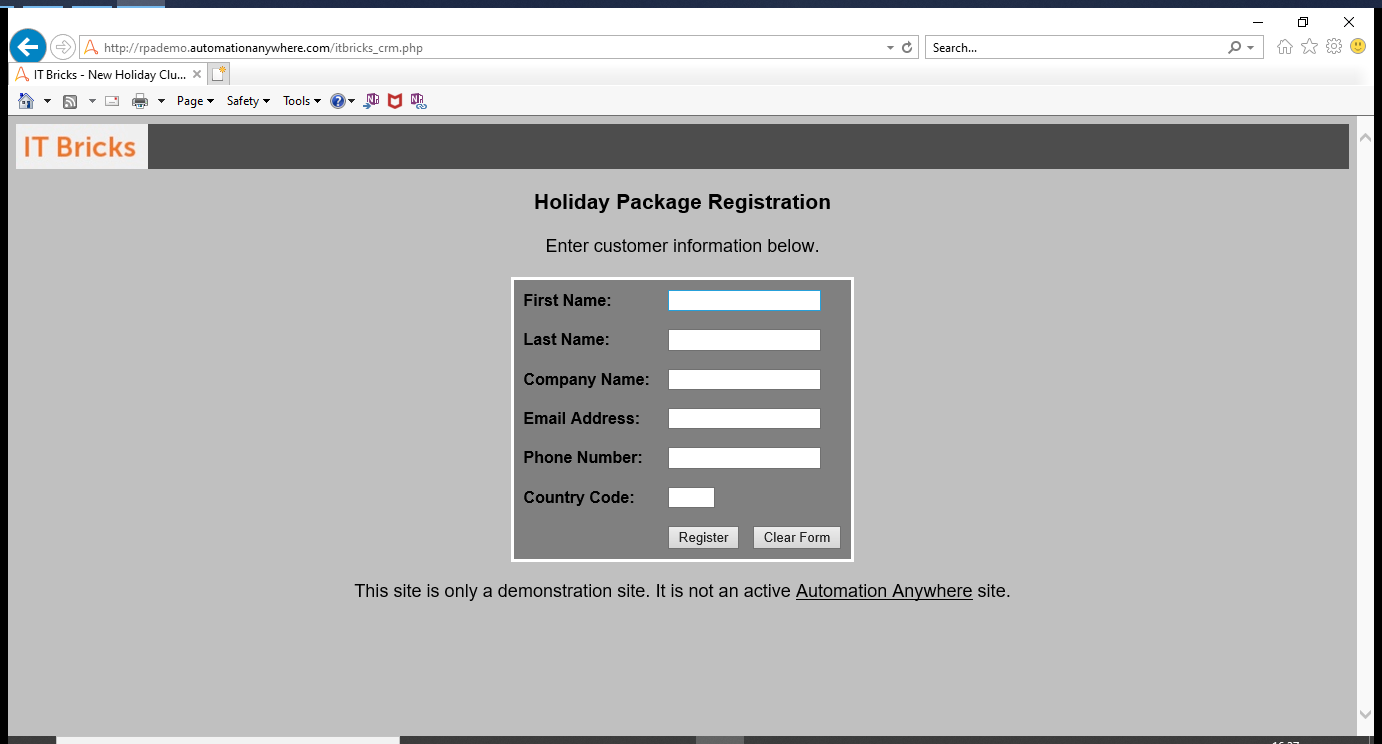 http://rpademo.automationanywhere.com/itbricks_crm.php
Search...
IT Bricks - New Holiday Clu...
Page Safety Tools
IT Bricks
Holiday Package Registration
Enter customer information below.
First Name:
Last Name:
Company Name:
Email Address:
Phone Number:
Country Code:
Register Clear Form
This site is only a demonstration site. It is not an active Automation Anywhere site.